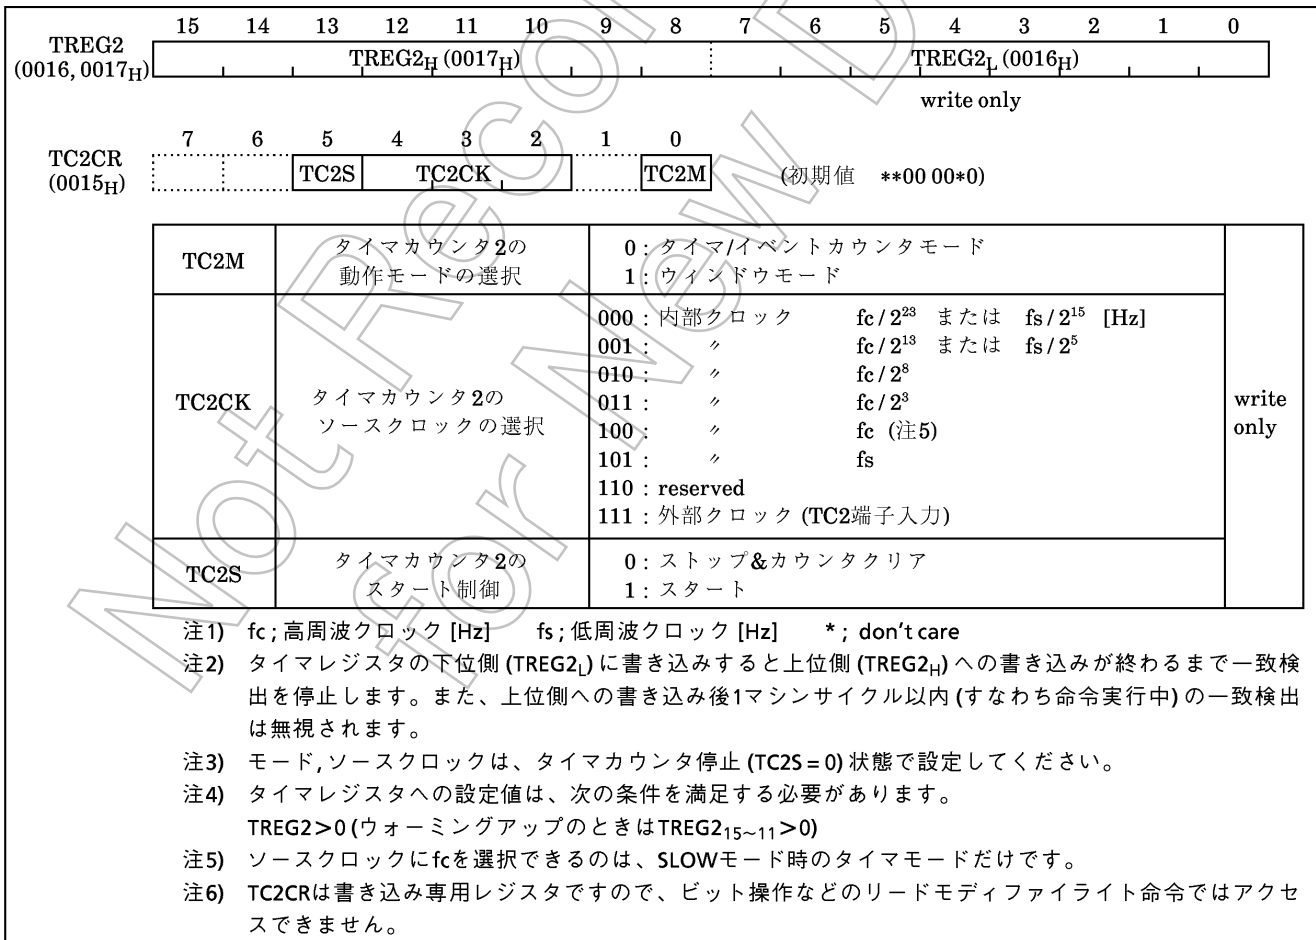 15 14 13 12 11 10 9 8 7 6 5 4 3 2 1 0
TREG2
(0016, 0017H)
TREG2H (0017H) TREG2L (0016H)
write only
7 6 5 4 3 2 1 0
TC2CR
(0015H)
TC2S TC2CK TC2M (初期値 **00 00*0)
TC2M
タイマカウンタ2の
動作モードの選択
0 : タイマ/イベントカウンタモード
1 : ウィンドウモード
TC2CK
タイマカウンタ2の
ソースクロックの選択
000 : 内部クロック fc / 2²³ または fs / 2¹⁵ [Hz]
001 : 〃 fc / 2¹³ または fs / 2⁵
010 : 〃 fc / 2⁸
011 : 〃 fc / 2³
100 : 〃 fc (注5)
101 : 〃 fs
110 : reserved
111 : 外部クロック (TC2端子入力)
TC2S
タイマカウンタ2の
スタート制御
0 : ストップ&カウンタクリア
1 : スタート
write
only
注1) fc ; 高周波クロック [Hz] fs ; 低周波クロック [Hz] * ; don't care
注2) タイマレジスタの下位側 (TREG2L) に書き込みすると上位側 (TREG2H) への書き込みが終わるまで一致検
出を停止します。また、上位側への書き込み後1マシンサイクル以内 (すなわち命令実行中) の一致検出
は無視されます。
注3) モード, ソースクロックは、タイマカウンタ停止 (TC2S = 0) 状態で設定してください。
注4) タイマレジスタへの設定値は、次の条件を満足する必要があります。
TREG2>0 (ウォーミングアップのときはTREG2₁₅~₁₁>0)
注5) ソースクロックにfcを選択できるのは、SLOWモード時のタイマモードだけです。
注6) TC2CRは書き込み専用レジスタですので、ビット操作などのリードモディファイライト命令ではアクセ
スできません。
Not Recom
for New D